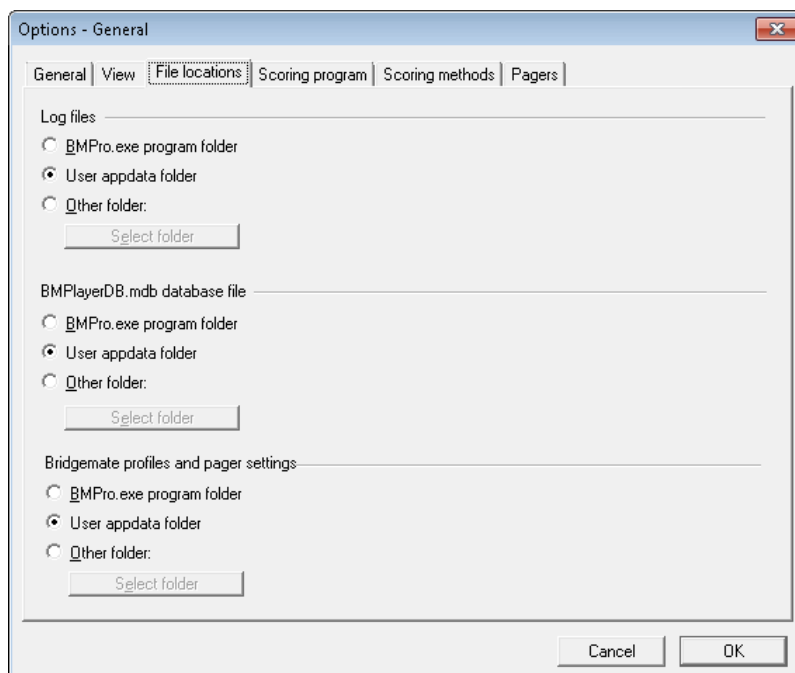 Options - General
General View File locations Scoring program Scoring methods Pagers
Log files
BMPro.exe program folder
User appdata folder
Other folder:
Select folder
BMPlayerDB.mdb database file
BMPro.exe program folder
User appdata folder
Other folder:
Select folder
Bridgemate profiles and pager settings
BMPro.exe program folder
User appdata folder
Other folder:
Select folder
Cancel OK